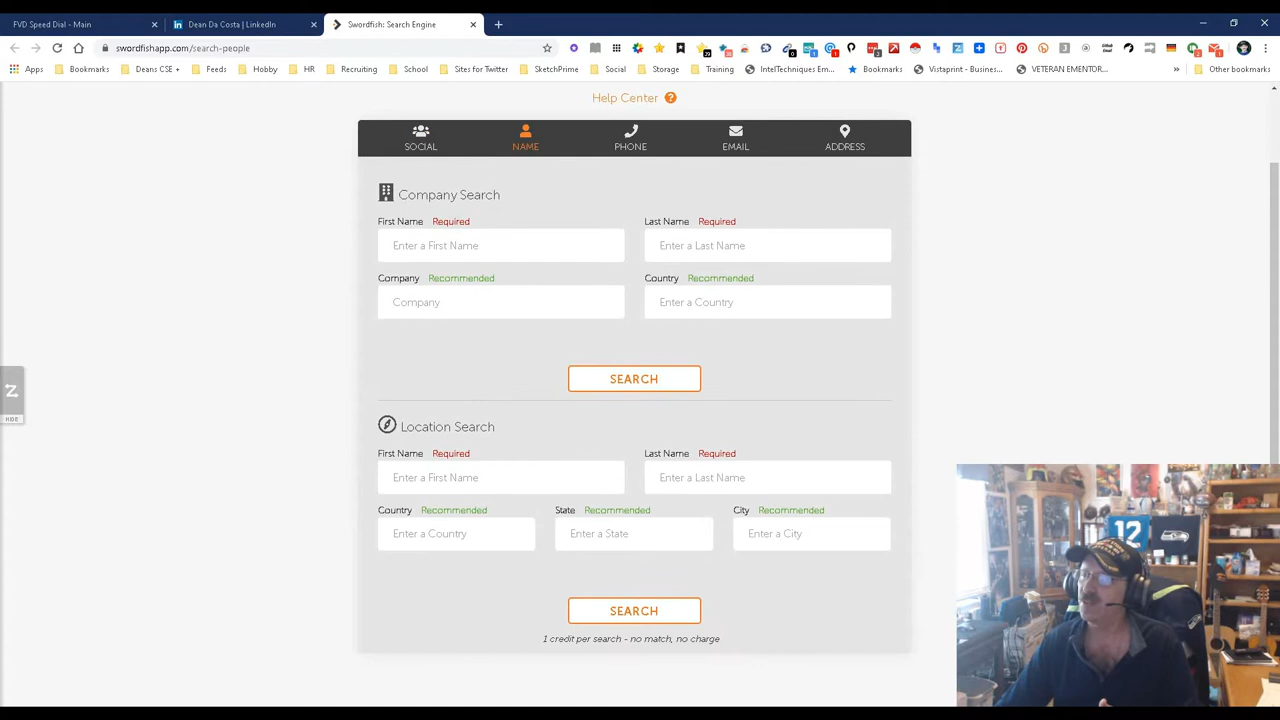 FVD Speed Dial - Main
Dean Da Costa | LinkedIn
Swordfish: Search Engine
swordfishapp.com/search-people
Apps
Bookmarks
Deans CSE +
Feeds
Hobby
HR
Recruiting
School
Sites for Twitter
SketchPrime
Social
Storage
Training
IntelTechniques Em...
Bookmarks
Vistaprint - Busines...
VETERAN EMENTOR...
Other bookmarks
Help Center
SOCIAL
NAME
PHONE
EMAIL
ADDRESS
Company Search
First Name Required
Last Name Required
Enter a First Name
Enter a Last Name
Company Recommended
Country Recommended
Company
Enter a Country
SEARCH
Location Search
First Name Required
Last Name Required
Enter a First Name
Enter a Last Name
Country Recommended
State Recommended
City Recommended
Enter a Country
Enter a State
Enter a City
SEARCH
1 credit per search - no match, no charge
HIDE
12